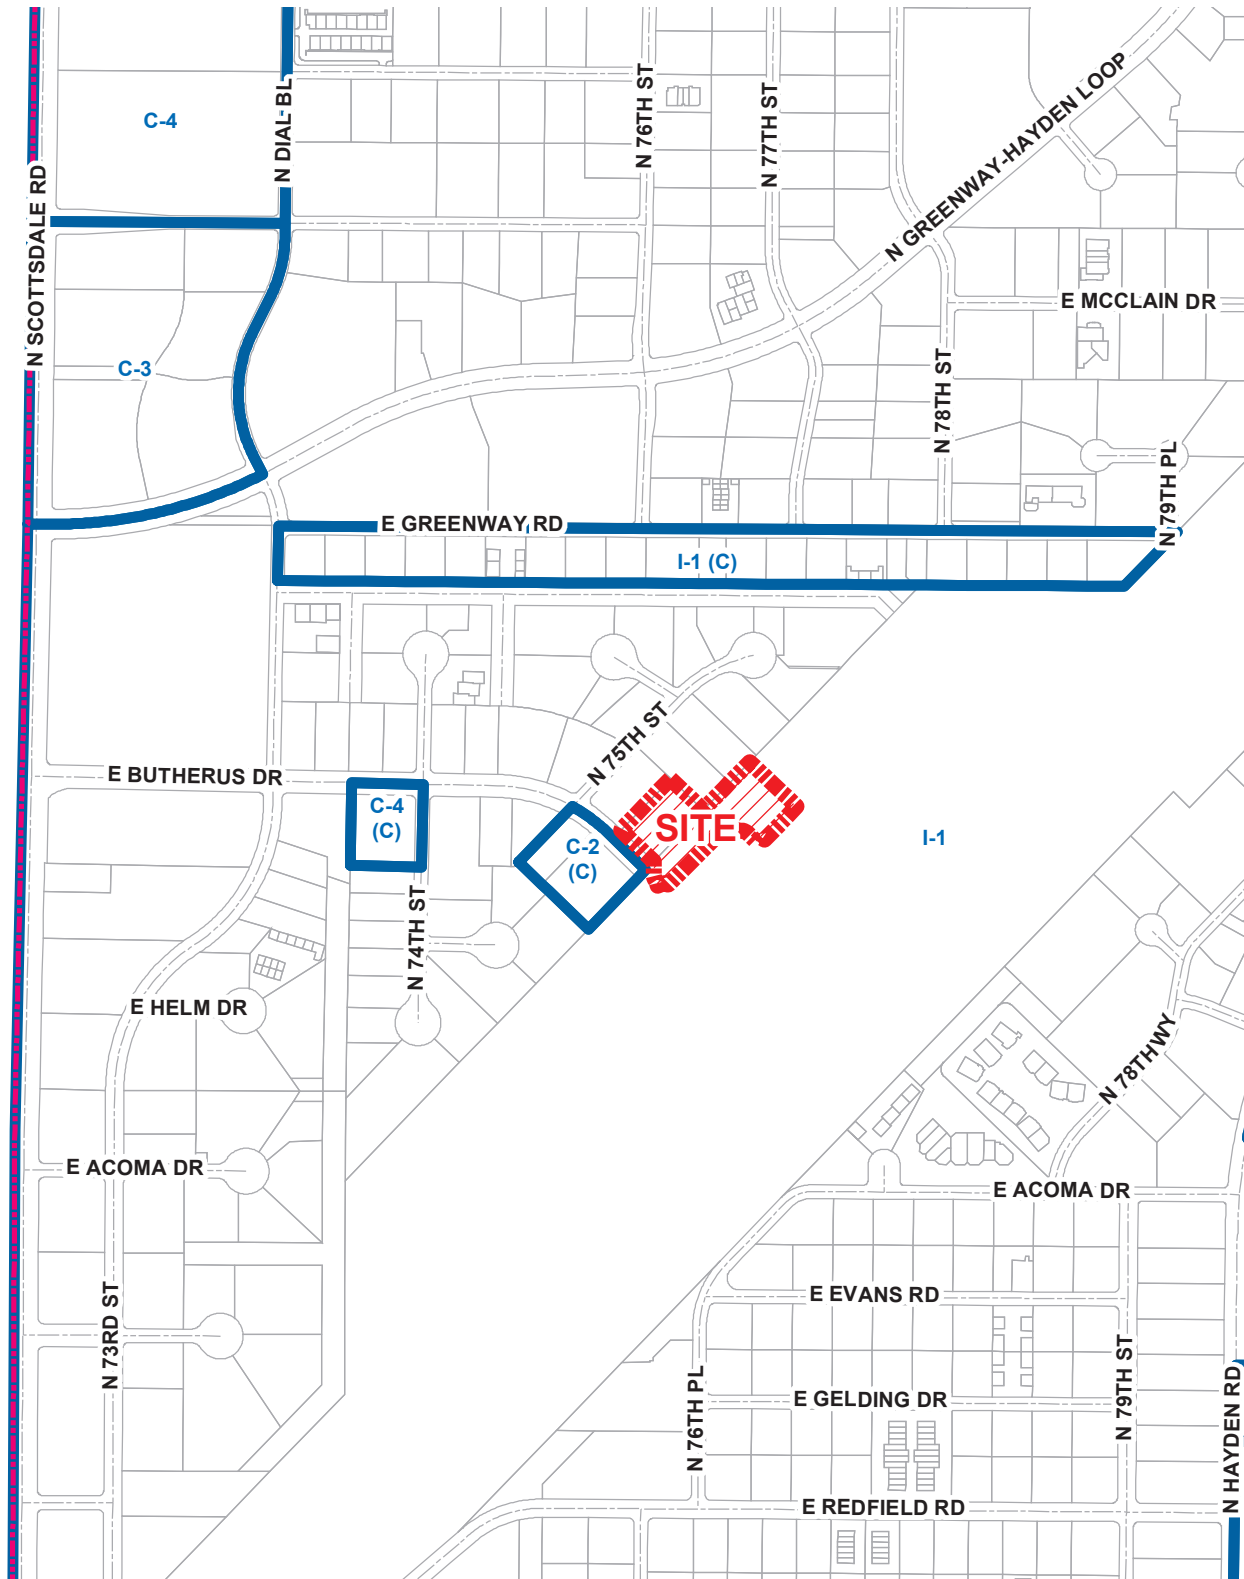 N GREENWAY-HAYDEN LOOP
N 76TH ST
N 77TH ST
N DIAL BL
C-4
N SCOTTSDALE RD
E MCCLAIN DR
C-3
N 78TH ST
N 79TH PL
E GREENWAY RD
I-1 (C)
N 75TH ST
E BUTHERUS DR
C-4
(C)
SITE
C-2
(C)
I-1
N 74TH ST
E HELM DR
N 78THWY
E ACOMA DR
E ACOMA DR
E EVANS RD
N 73RD ST
N 79TH ST
N 76TH PL
E GELDING DR
N HAYDEN RD
E REDFIELD RD